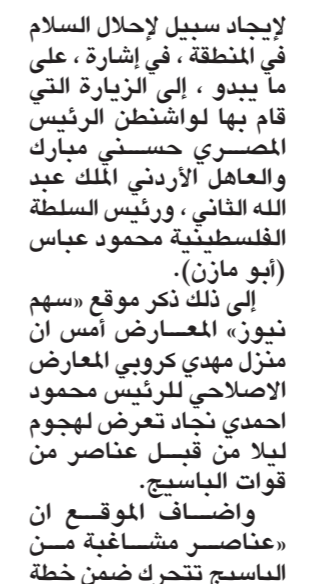 لإيجاد سبيل لإحلال السلام
في المنطقة ، في إشارة ، على
ما يبدو ، إلى الزيارة التي
قام بها لواشنطن الرئيس
المصري حسني مبارك
والعاهل الأردني الملك عبد
الله الثاني ، ورئيس السلطة
الفلسطينية محمود عباس
(أبو مازن).
إلى ذلك ذكر موقع «سهم
نيوز» المعارض أمس ان
منزل مهدي كروبي المعارض
الاصلاحي للرئيس محمود
احمدي نجاد تعرض لهجوم
ليلا من قبل عناصر من
قوات الباسيج.
واضاف الموقع ان
«عناصر مشاغبة من
الباسيج تتحرك ضمن خطة